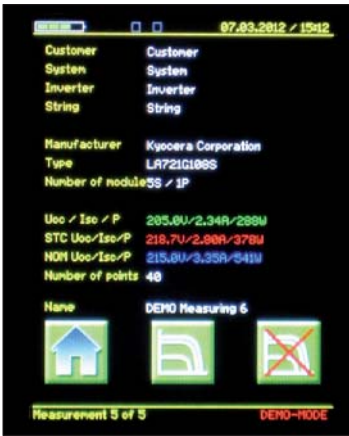 07.03.2012 / 15:12
Customer Customer
System System
Inverter Inverter
String String
Manufacturer Kyocera Corporation
Type LA721G108S
Number of module 5S / 1P
Uoc / Isc / P 205.0V/2.34A/288W
STC Uoc/Isc/P 218.7V/2.80A/378W
NOM Uoc/Isc/P 215.0V/3.35A/541W
Number of points 40
Name DEMO Measuring 6
Measurement 5 of 5 DEMO-MODE